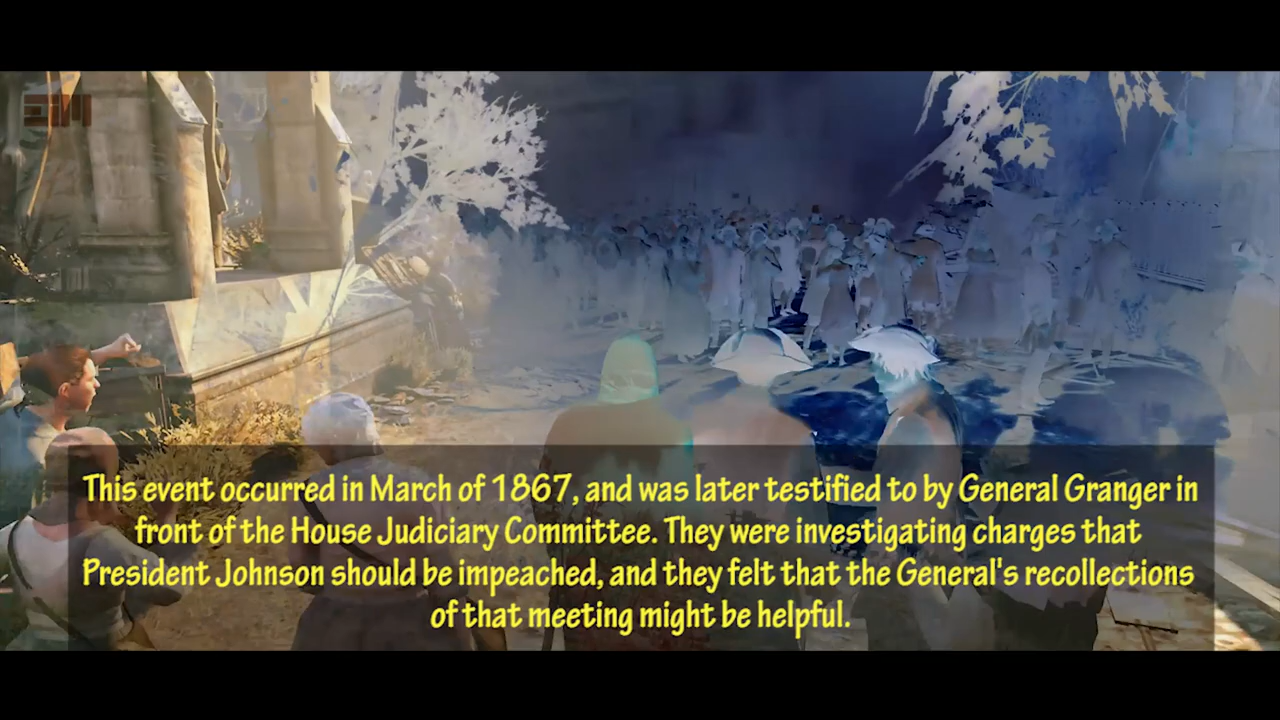 This event occurred in March of 1867, and was later testified to by General Granger in
front of the House Judiciary Committee. They were investigating charges that
President Johnson should be impeached, and they felt that the General's recollections
of that meeting might be helpful.